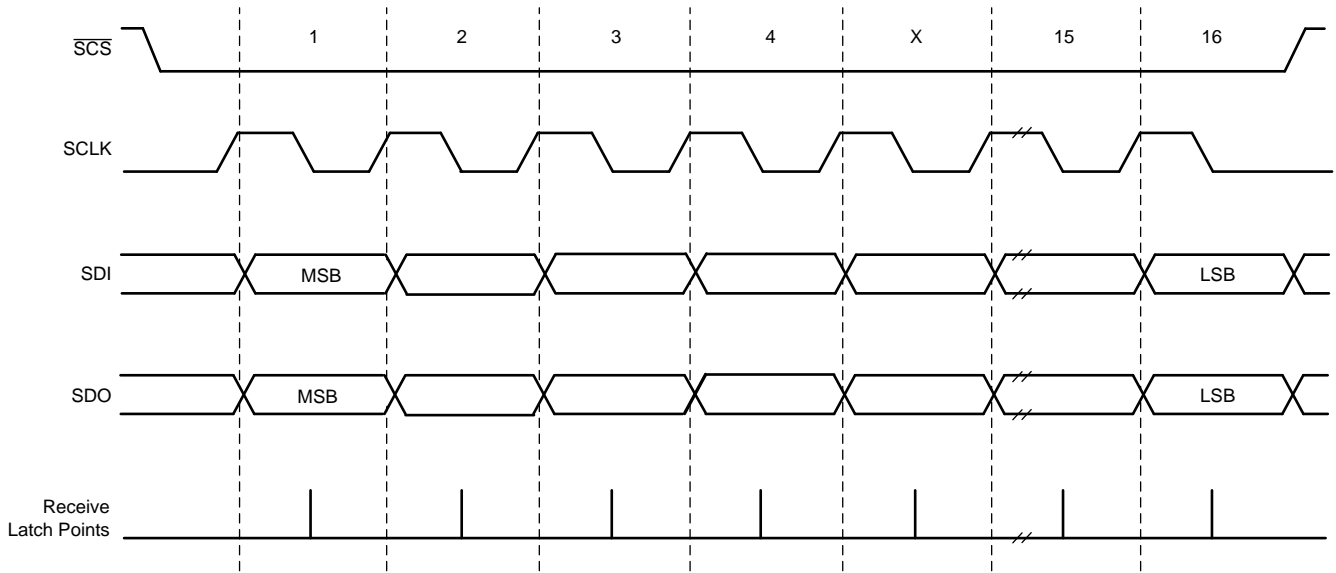 SCS
1 2 3 4 X 15 16
SCLK
SDI
MSB
LSB
SDO
MSB
LSB
Receive
Latch Points